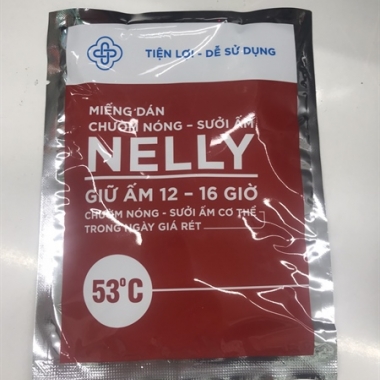 TIỆN LỢI - DỄ SỬ DỤNG
MIẾNG DÁN
CHƯỜM NÓNG – SƯỞI ẤM
NELLY
GIỮ ẤM 12 – 16 GIỜ
CHƯỜM NÓNG - SƯỞI ẤM CƠ THỂ
TRONG NGÀY GIÁ RÉT
53°C